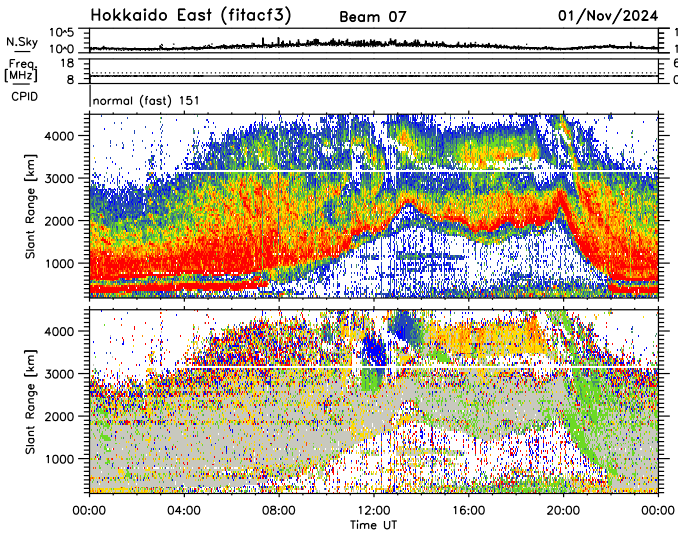 Hokkaido East (fitacf3) Beam 07 01/Nov/2024
N.Sky 10^5 10^0
Freq. [MHz] 18 8 6 0
CPID normal (fast) 151
Slant Range [km] 4000 3000 2000 1000
Slant Range [km] 4000 3000 2000 1000
00:00 04:00 08:00 12:00 16:00 20:00 00:00
Time UT